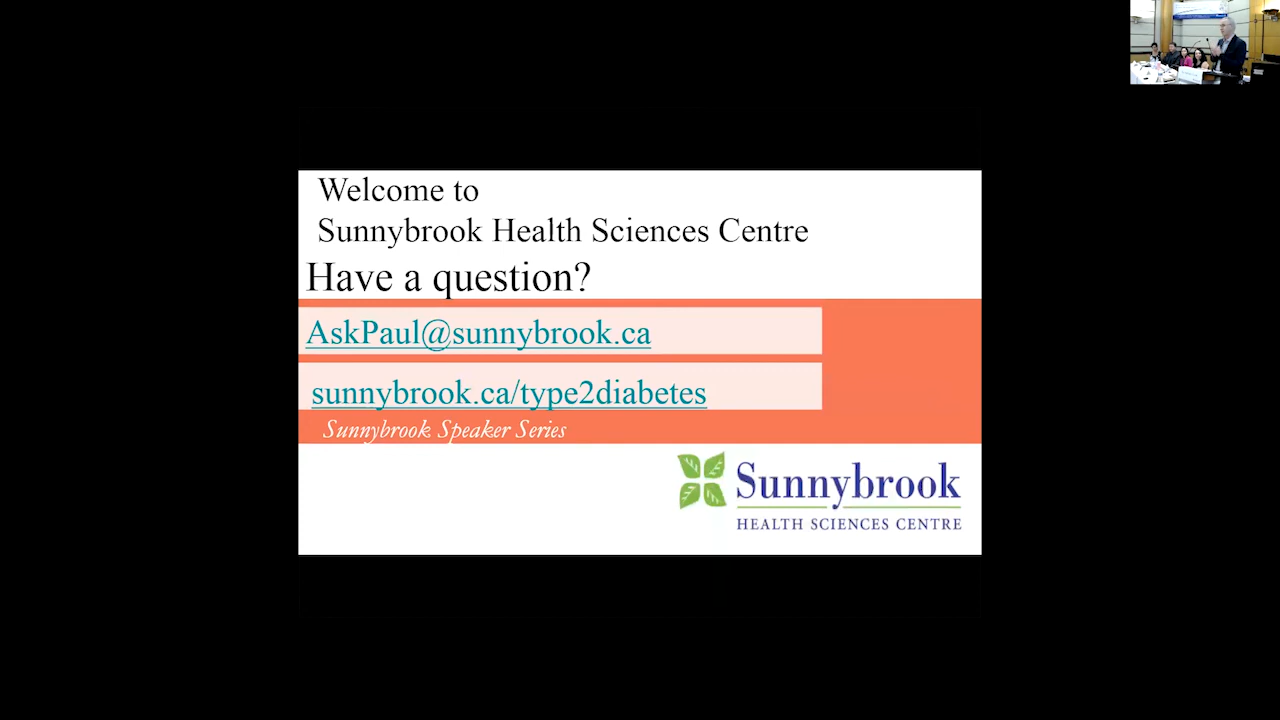 Welcome to
Sunnybrook Health Sciences Centre
Have a question?
AskPaul@sunnybrook.ca
sunnybrook.ca/type2diabetes
Sunnybrook Speaker Series
Sunnybrook
HEALTH SCIENCES CENTRE